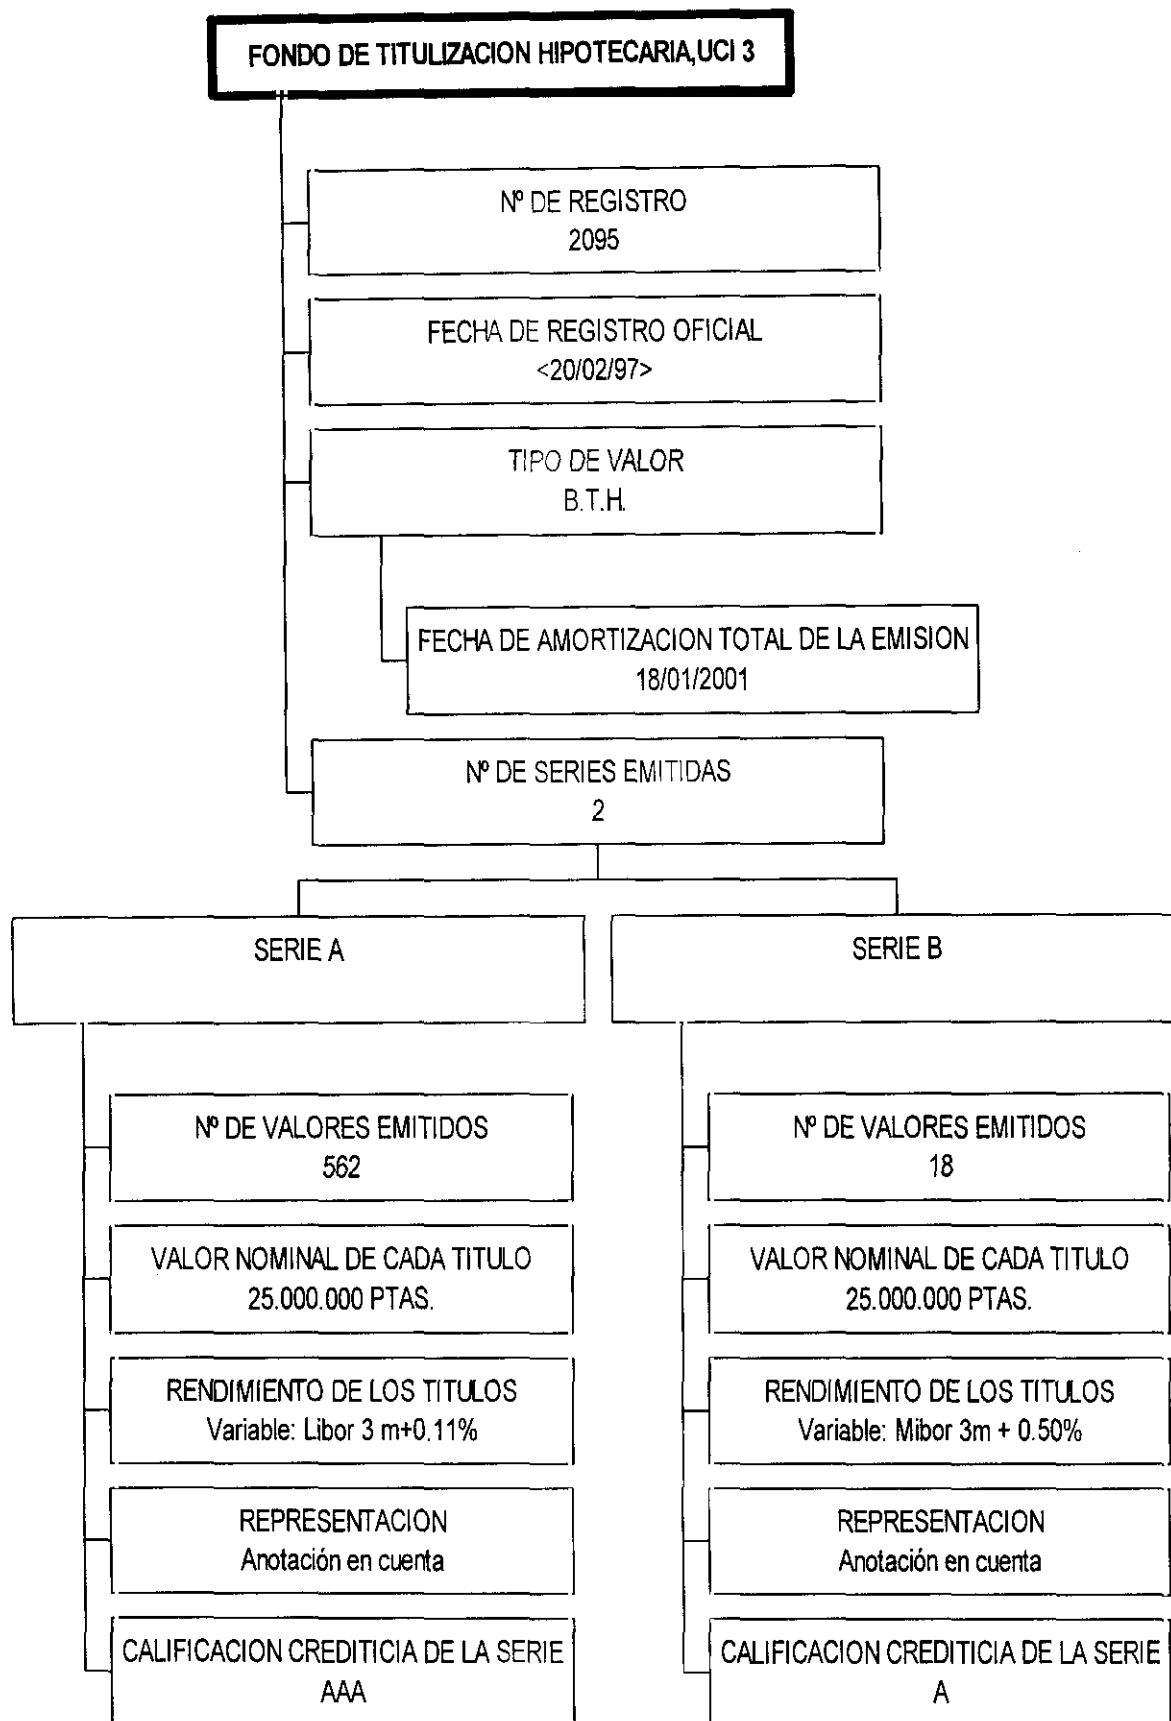 FONDO DE TITULIZACION HIPOTECARIA,UCI 3
Nº DE REGISTRO
2095
FECHA DE REGISTRO OFICIAL
<20/02/97>
TIPO DE VALOR
B.T.H.
FECHA DE AMORTIZACION TOTAL DE LA EMISION
18/01/2001
Nº DE SERIES EMITIDAS
2
SERIE A
Nº DE VALORES EMITIDOS
562
VALOR NOMINAL DE CADA TITULO
25.000.000 PTAS.
RENDIMIENTO DE LOS TITULOS
Variable: Libor 3 m+0.11%
REPRESENTACION
Anotación en cuenta
CALIFICACION CREDITICIA DE LA SERIE
AAA
SERIE B
Nº DE VALORES EMITIDOS
18
VALOR NOMINAL DE CADA TITULO
25.000.000 PTAS.
RENDIMIENTO DE LOS TITULOS
Variable: Mibor 3m + 0.50%
REPRESENTACION
Anotación en cuenta
CALIFICACION CREDITICIA DE LA SERIE
A